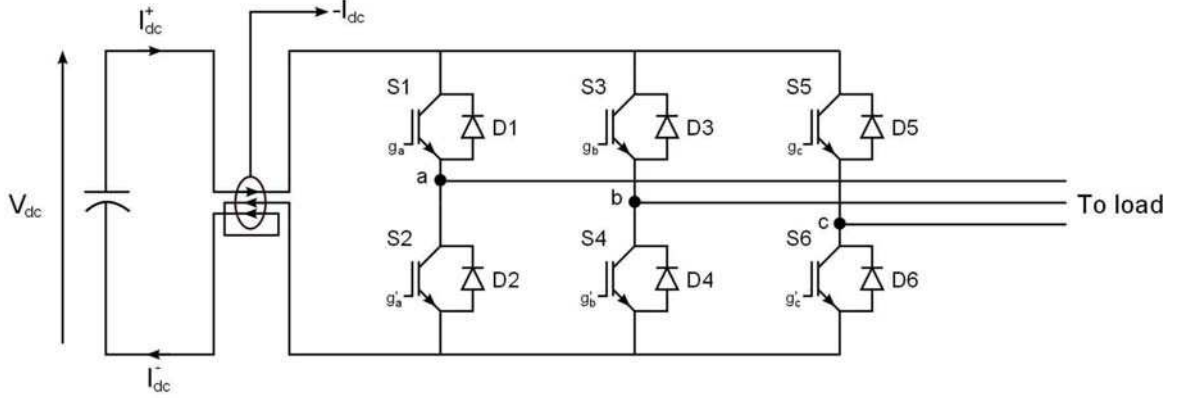 I⁺dc
-Idc
S1
S3
S5
D1
D3
D5
ga
gb
gc
a
b
c
Vdc
To load
S2
S4
S6
D2
D4
D6
g'a
g'b
g'c
I⁻dc